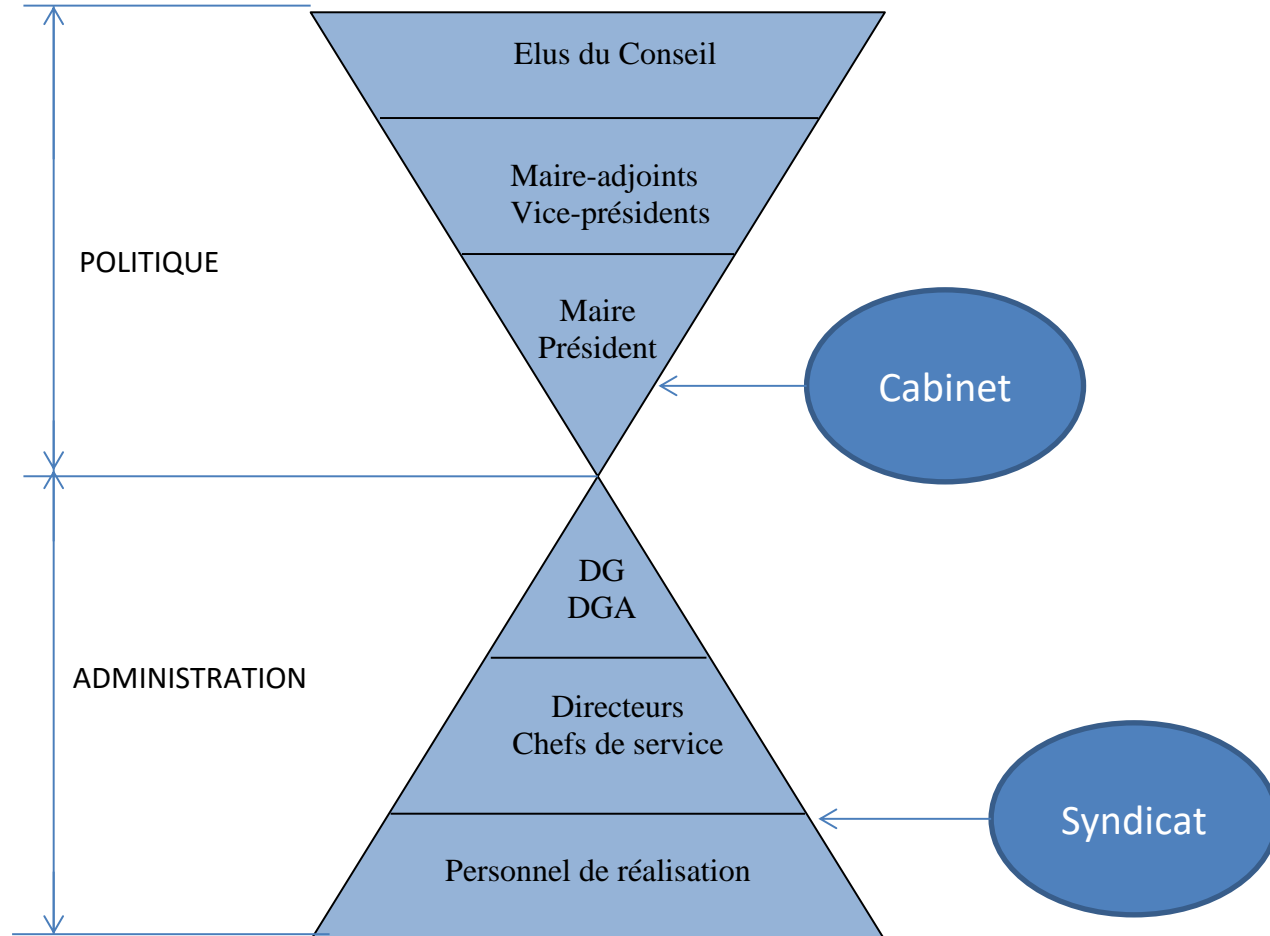 Elus du Conseil
Maire-adjoints
Vice-présidents
POLITIQUE
Maire
Président
Cabinet
DG
DGA
ADMINISTRATION
Directeurs
Chefs de service
Syndicat
Personnel de réalisation